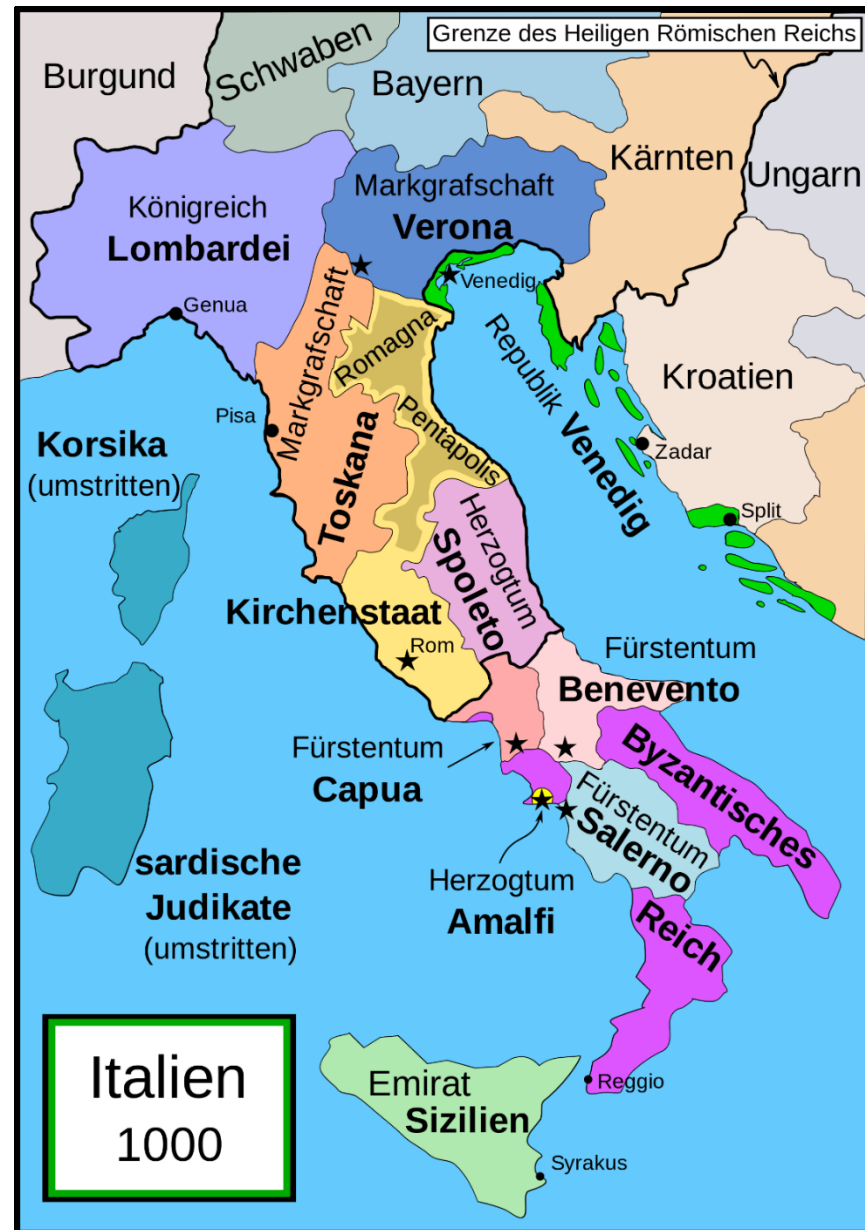 Grenze des Heiligen Römischen Reichs
Burgund
Schwaben
Bayern
Kärnten
Ungarn
Königreich
Lombardei
Markgrafschaft
Verona
Genua
Venedig
Romagna
Markgrafschaft
Toskana
Pentapolis
Republik Venedig
Kroatien
Pisa
Zadar
Korsika
(umstritten)
Split
Herzogtum
Spoleto
Kirchenstaat
Rom
Fürstentum
Benevento
Fürstentum
Capua
Byzantisches
Reich
Fürstentum
Salerno
sardische
Judikate
(umstritten)
Herzogtum
Amalfi
Italien
1000
Emirat
Sizilien
Reggio
Syrakus